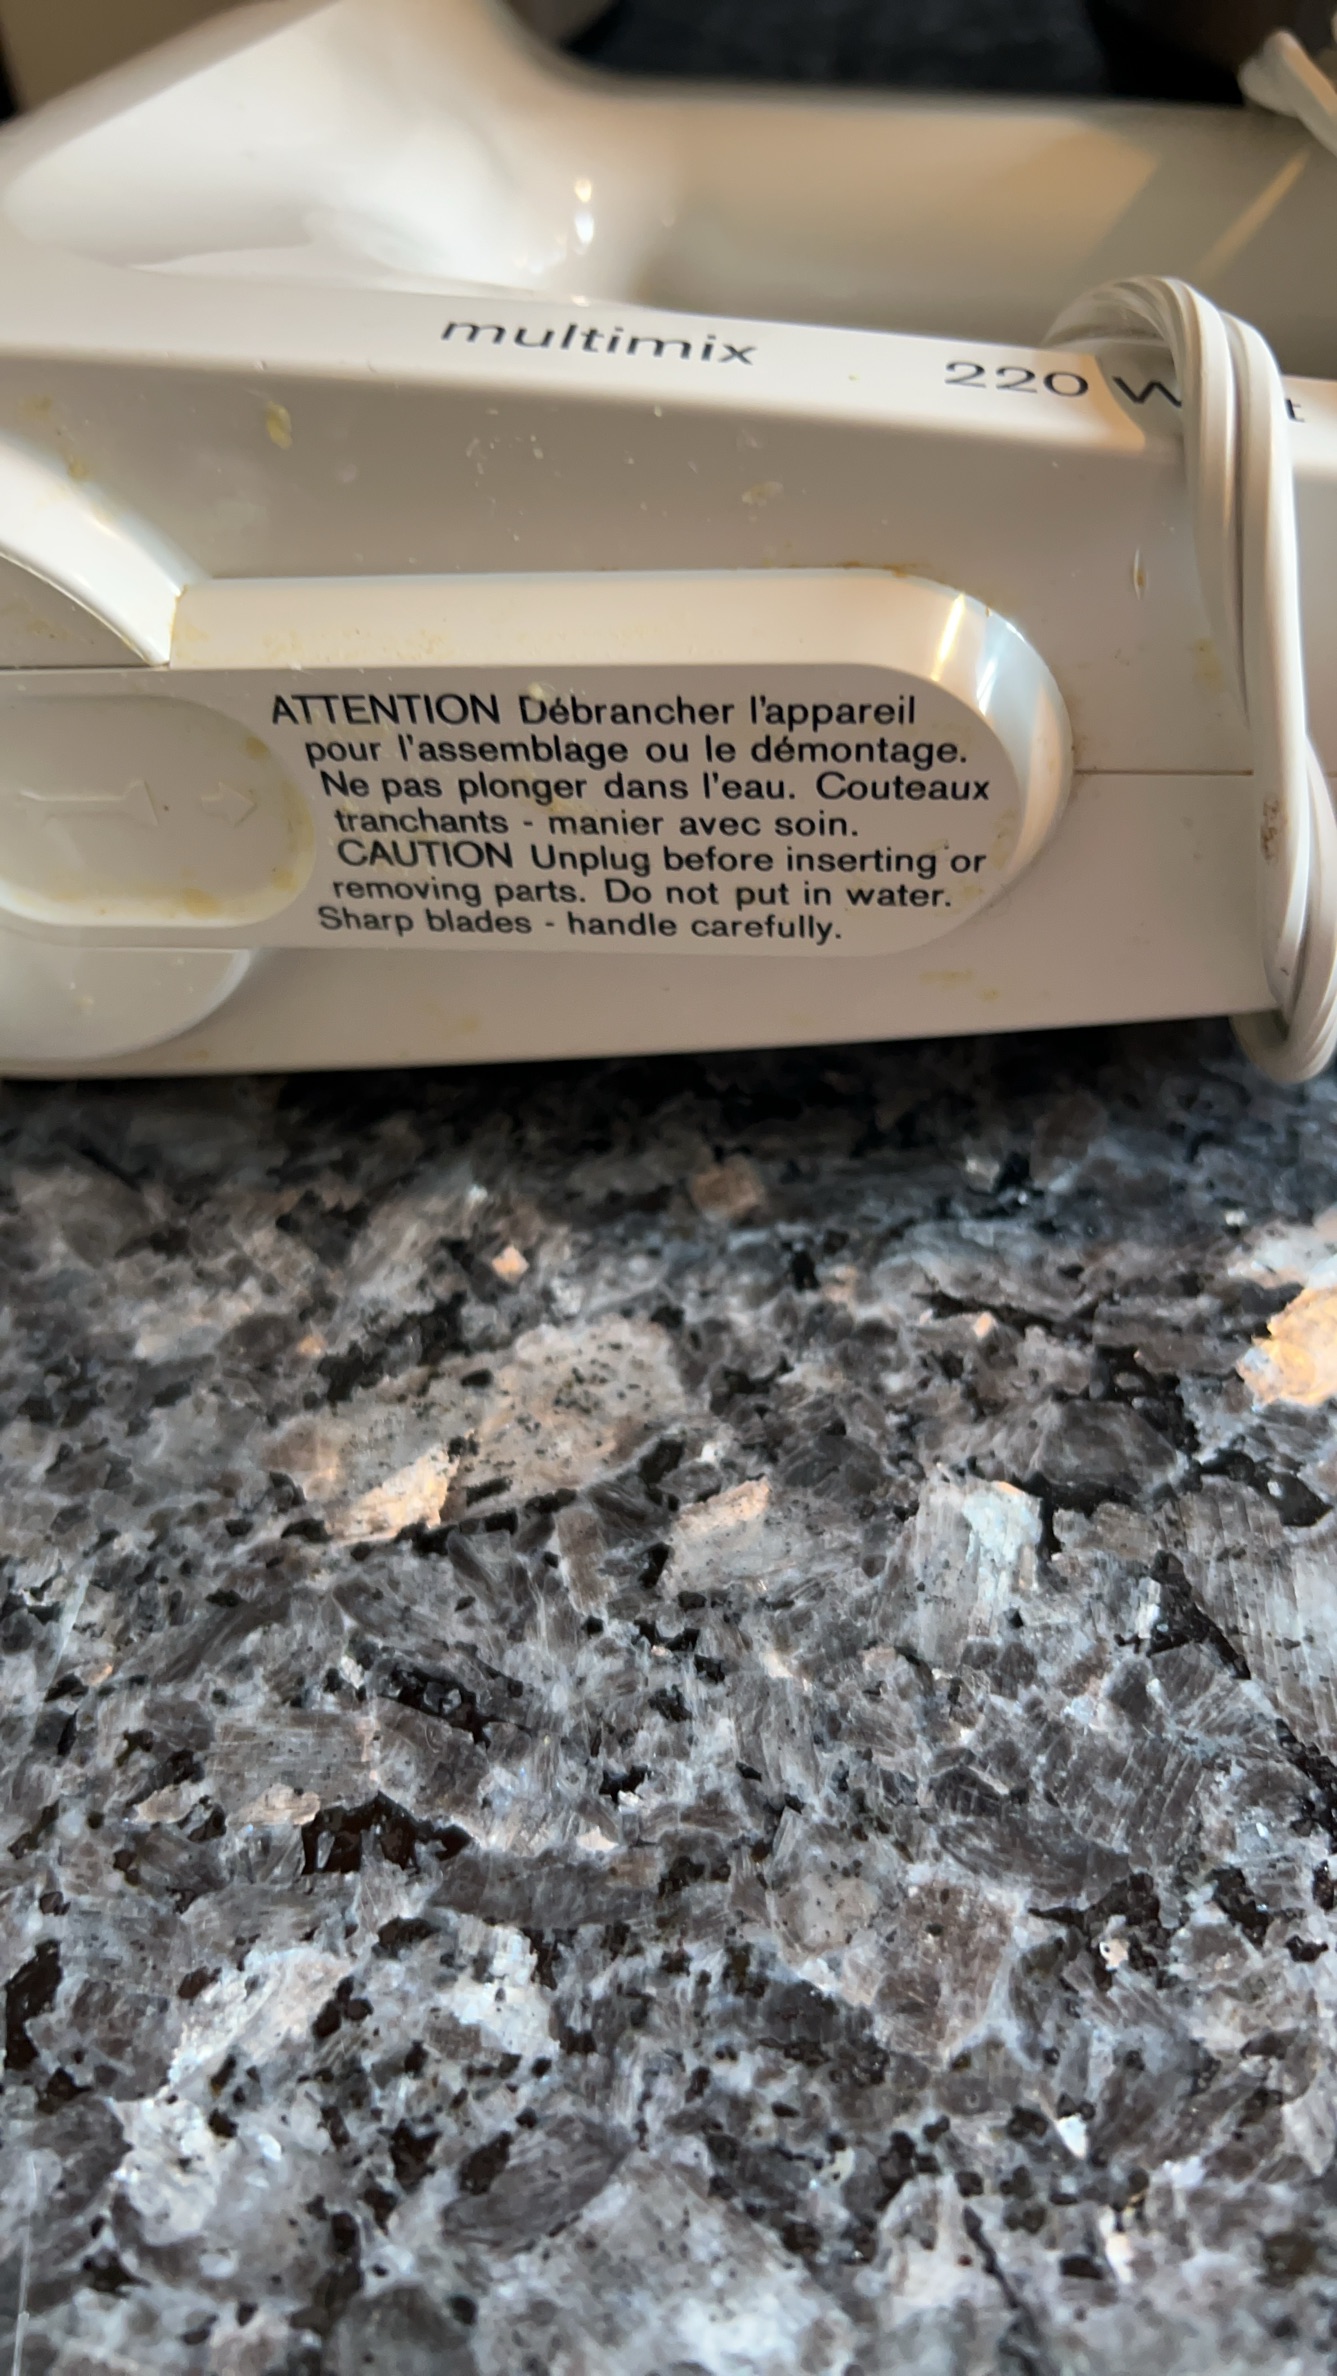 multimix
220 W t
ATTENTION Débrancher l'appareil
pour l'assemblage ou le démontage.
Ne pas plonger dans l'eau. Couteaux
tranchants - manier avec soin.
CAUTION Unplug before inserting or
removing parts. Do not put in water.
Sharp blades - handle carefully.